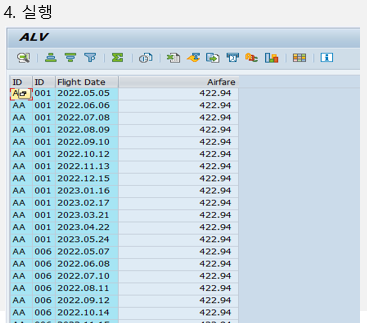 4. 실행
ALV
ID ID Flight Date Airfare
001 2022.05.05 422.94
AA 001 2022.06.06 422.94
AA 001 2022.07.08 422.94
AA 001 2022.08.09 422.94
AA 001 2022.09.10 422.94
AA 001 2022.10.12 422.94
AA 001 2022.11.13 422.94
AA 001 2022.12.15 422.94
AA 001 2023.01.16 422.94
AA 001 2023.02.17 422.94
AA 001 2023.03.21 422.94
AA 001 2023.04.22 422.94
AA 001 2023.05.24 422.94
AA 006 2022.05.07 422.94
AA 006 2022.06.08 422.94
AA 006 2022.07.10 422.94
AA 006 2022.08.11 422.94
AA 006 2022.09.12 422.94
AA 006 2022.10.14 422.94